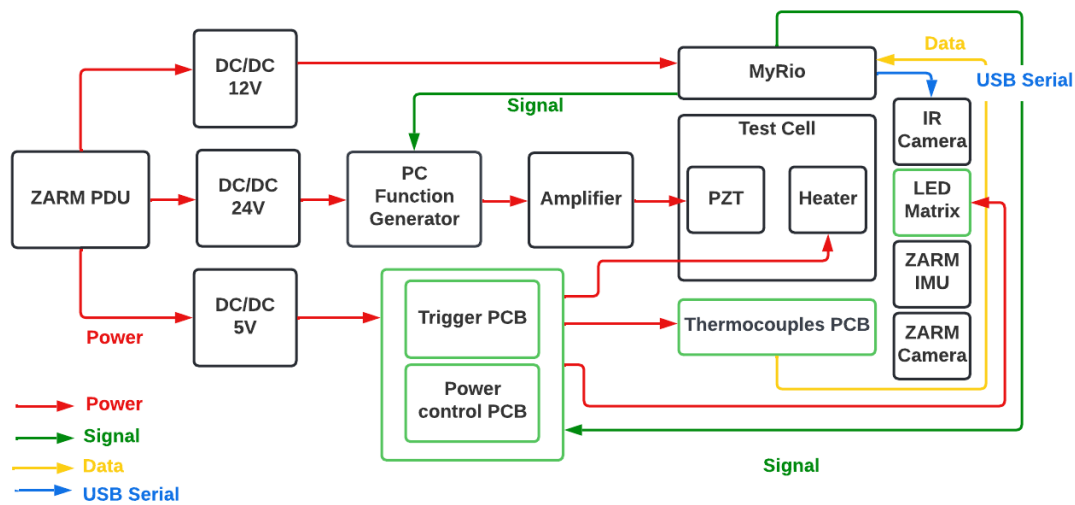 DC/DC
12V
MyRio
Data
USB Serial
Signal
Test Cell
IR
Camera
ZARM PDU
DC/DC
24V
PC
Function
Generator
Amplifier
PZT
Heater
LED
Matrix
ZARM
IMU
DC/DC
5V
Trigger PCB
Thermocouples PCB
ZARM
Camera
Power
Power
control PCB
Power
Signal
Data
USB Serial
Signal